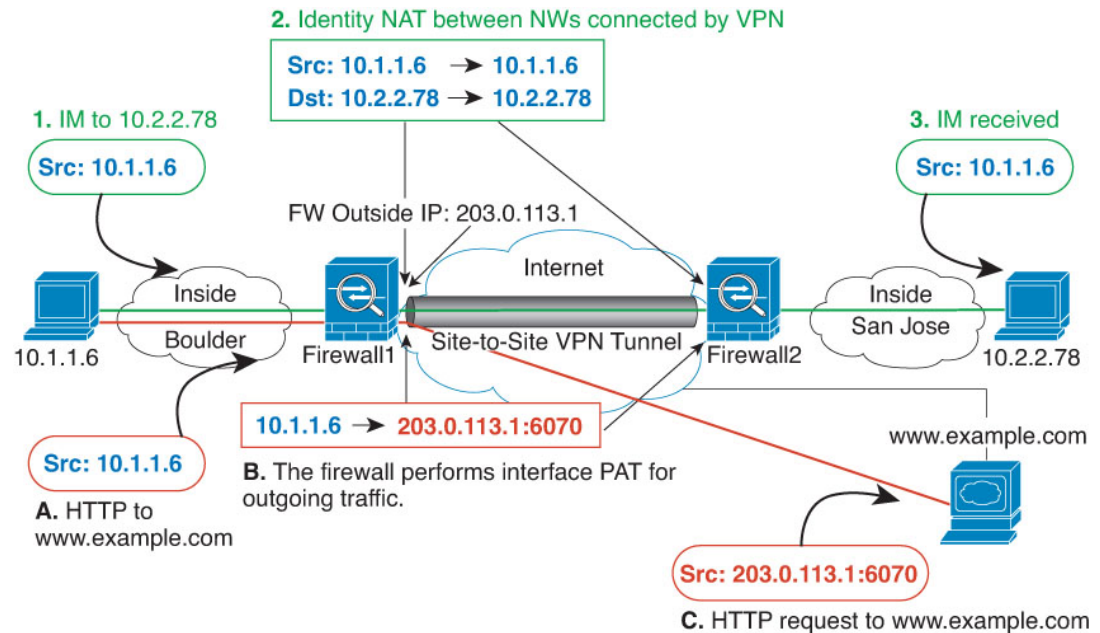 2. Identity NAT between NWs connected by VPN
Src: 10.1.1.6 → 10.1.1.6
Dst: 10.2.2.78 → 10.2.2.78
1. IM to 10.2.2.78
Src: 10.1.1.6
3. IM received
Src: 10.1.1.6
FW Outside IP: 203.0.113.1
Internet
Inside
Boulder
Inside
San Jose
10.1.1.6
Firewall1
Site-to-Site VPN Tunnel
Firewall2
10.2.2.78
10.1.1.6 → 203.0.113.1:6070
B. The firewall performs interface PAT for
outgoing traffic.
www.example.com
Src: 10.1.1.6
A. HTTP to
www.example.com
Src: 203.0.113.1:6070
C. HTTP request to www.example.com